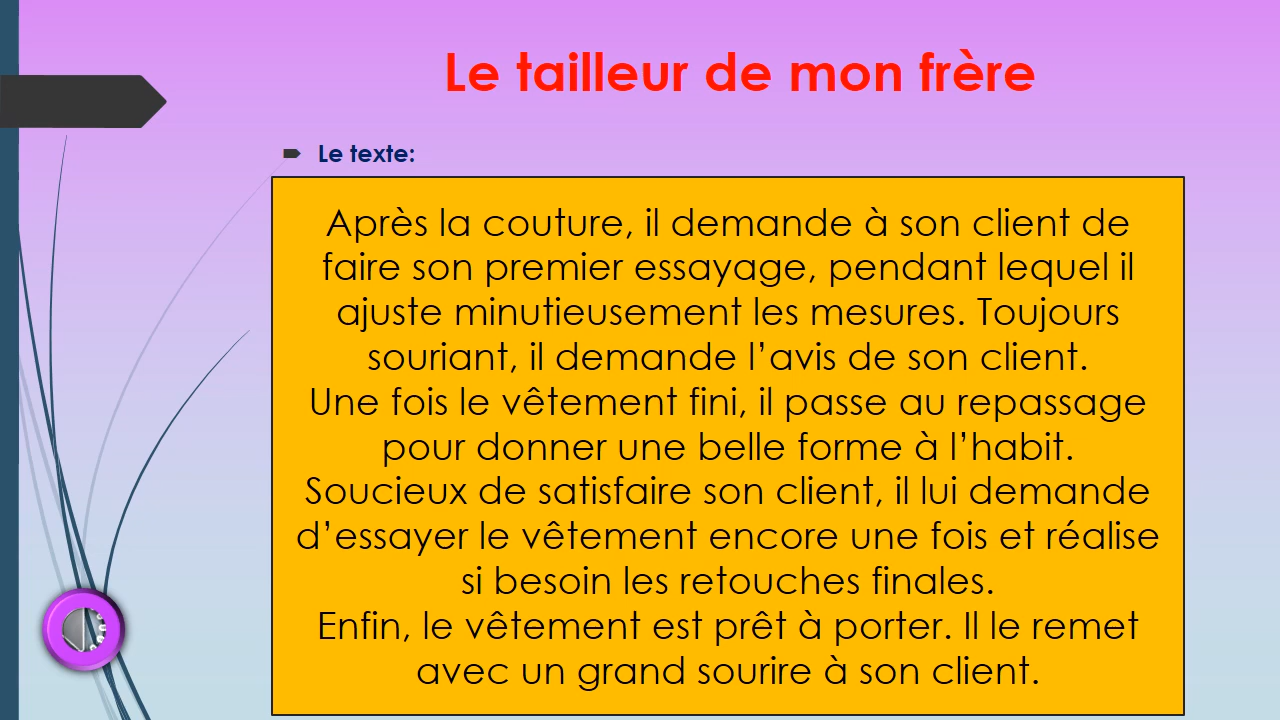 Le tailleur de mon frère
Le texte:
Après la couture, il demande à son client de
faire son premier essayage, pendant lequel il
ajuste minutieusement les mesures. Toujours
souriant, il demande l’avis de son client.
Une fois le vêtement fini, il passe au repassage
pour donner une belle forme à l’habit.
Soucieux de satisfaire son client, il lui demande
d’essayer le vêtement encore une fois et réalise
si besoin les retouches finales.
Enfin, le vêtement est prêt à porter. Il le remet
avec un grand sourire à son client.